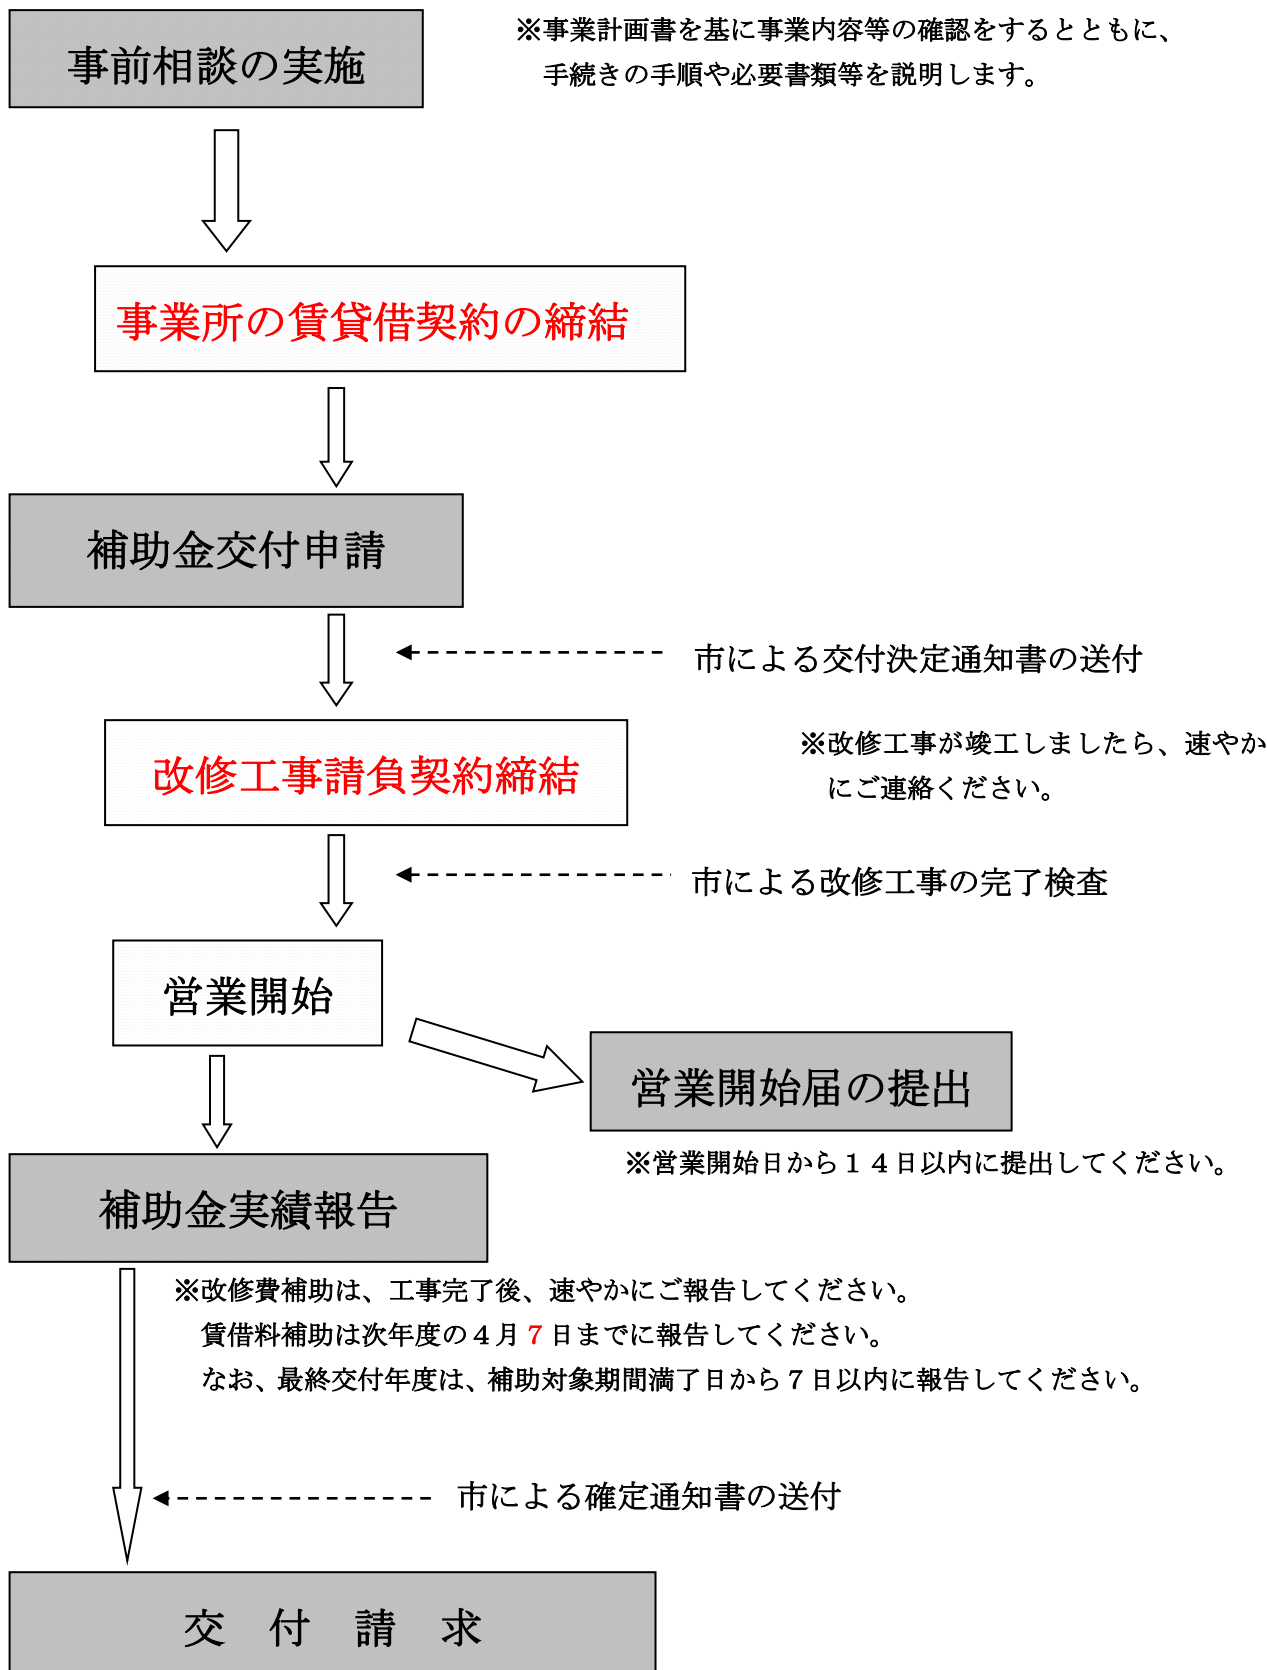 事前相談の実施
※事業計画書を基に事業内容等の確認をするとともに、
手続きの手順や必要書類等を説明します。
事業所の賃貸借契約の締結
補助金交付申請
市による交付決定通知書の送付
改修工事請負契約締結
※改修工事が竣工しましたら、速やか
にご連絡ください。
市による改修工事の完了検査
営業開始
営業開始届の提出
※営業開始日から１４日以内に提出してください。
補助金実績報告
※改修費補助は、工事完了後、速やかにご報告してください。
賃借料補助は次年度の４月７日までに報告してください。
なお、最終交付年度は、補助対象期間満了日から７日以内に報告してください。
市による確定通知書の送付
交　付　請　求